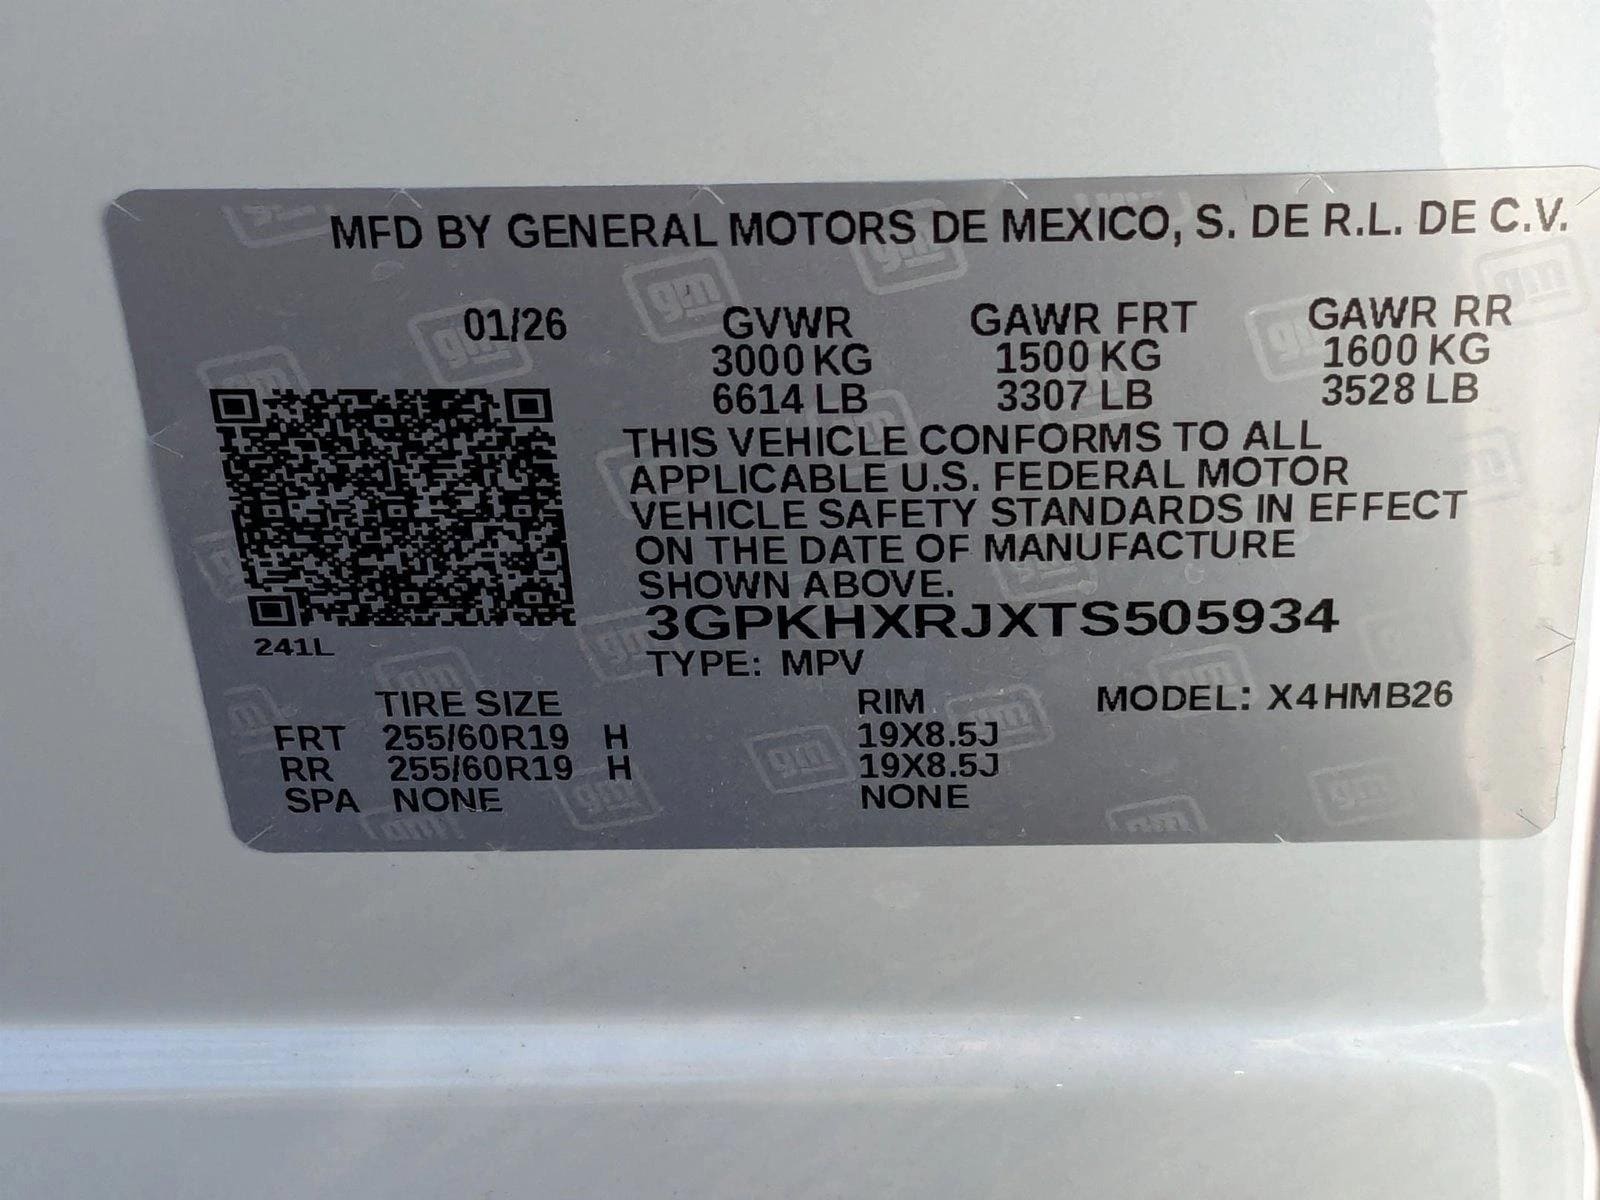 MFD BY GENERAL MOTORS DE MEXICO, S. DE R.L. DE C.V.
01/26 GVWR GAWR FRT GAWR RR
3000 KG 1500 KG 1600 KG
6614 LB 3307 LB 3528 LB
THIS VEHICLE CONFORMS TO ALL
APPLICABLE U.S. FEDERAL MOTOR
VEHICLE SAFETY STANDARDS IN EFFECT
ON THE DATE OF MANUFACTURE
SHOWN ABOVE.
3GPKHXRJXTS505934
241L
TYPE: MPV
TIRE SIZE RIM MODEL: X4HMB26
FRT 255/60R19 H 19X8.5J
RR 255/60R19 H 19X8.5J
SPA NONE NONE